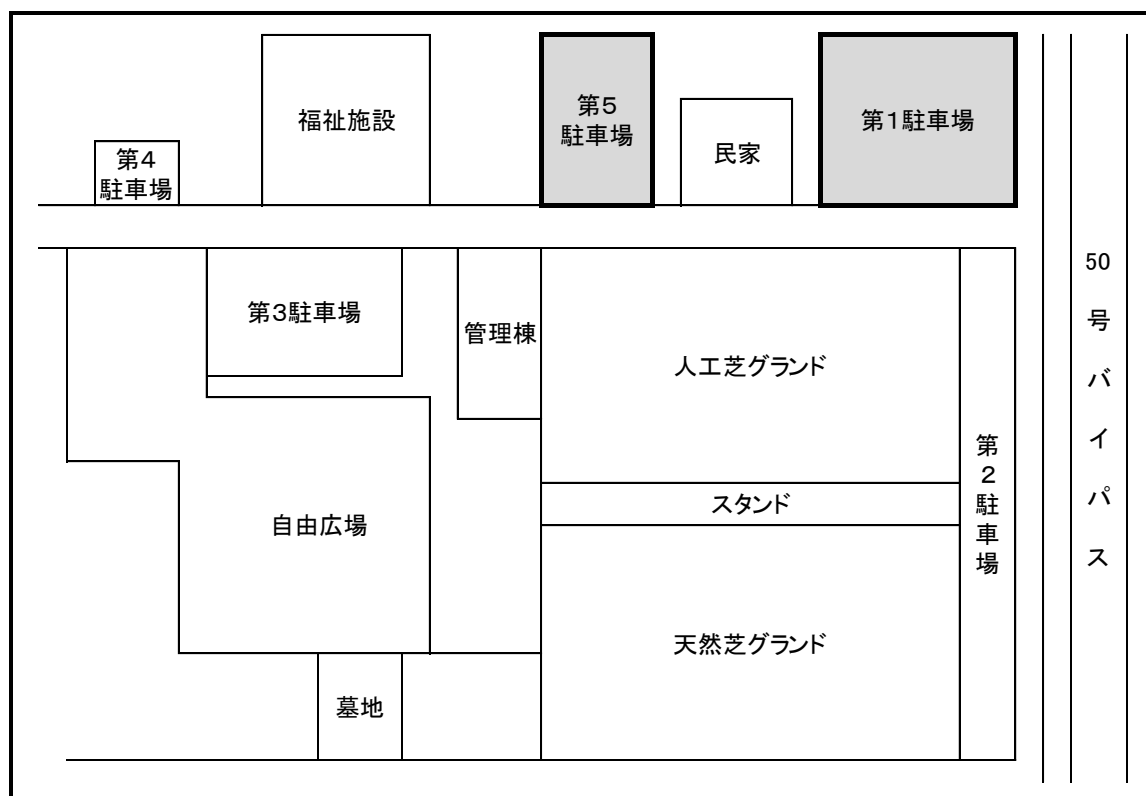 福祉施設
第5
駐車場
第1駐車場
民家
第4
駐車場
50号バイパス
第3駐車場
管理棟
人工芝グランド
第2駐車場
スタンド
自由広場
天然芝グランド
墓地